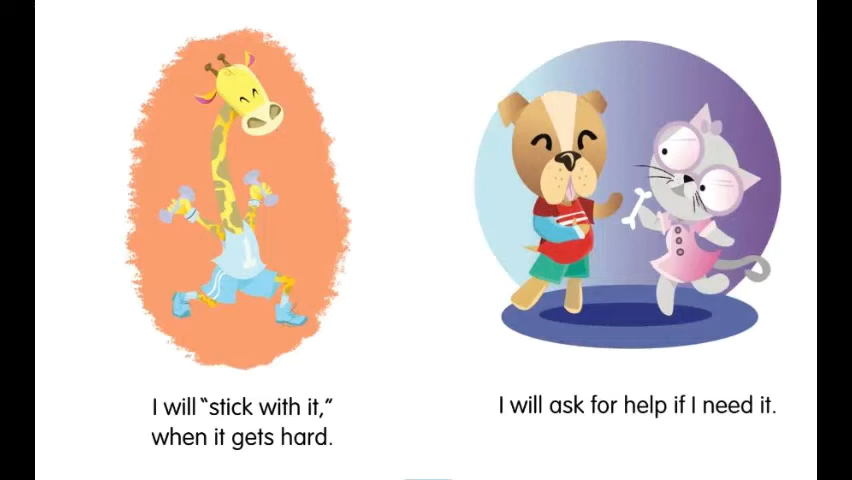 I will “stick with it,”
when it gets hard.
I will ask for help if I need it.